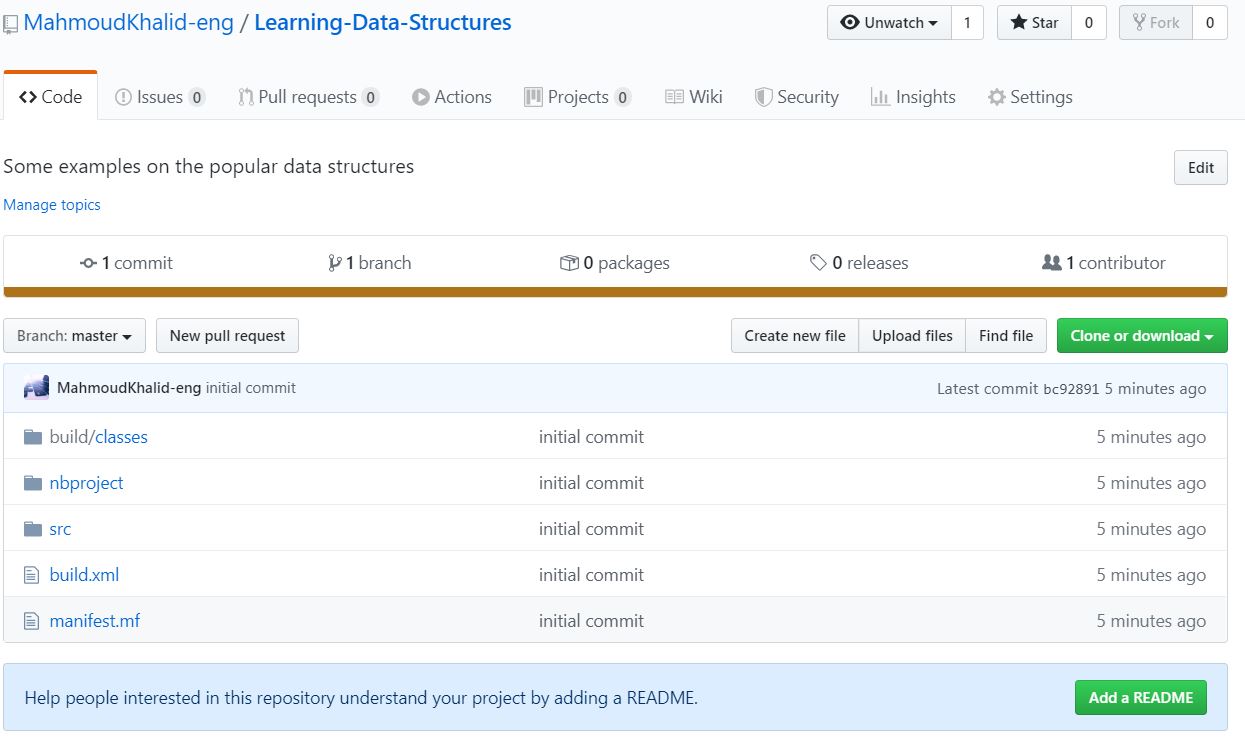 MahmoudKhalid-eng / Learning-Data-Structures Unwatch 1 Star 0 Fork 0
Code Issues 0 Pull requests 0 Actions Projects 0 Wiki Security Insights Settings
Some examples on the popular data structures Edit
Manage topics
1 commit 1 branch 0 packages 0 releases 1 contributor
Branch: master New pull request Create new file Upload files Find file Clone or download
MahmoudKhalid-eng initial commit Latest commit bc92891 5 minutes ago
build/classes initial commit 5 minutes ago
nbproject initial commit 5 minutes ago
src initial commit 5 minutes ago
build.xml initial commit 5 minutes ago
manifest.mf initial commit 5 minutes ago
Help people interested in this repository understand your project by adding a README. Add a README